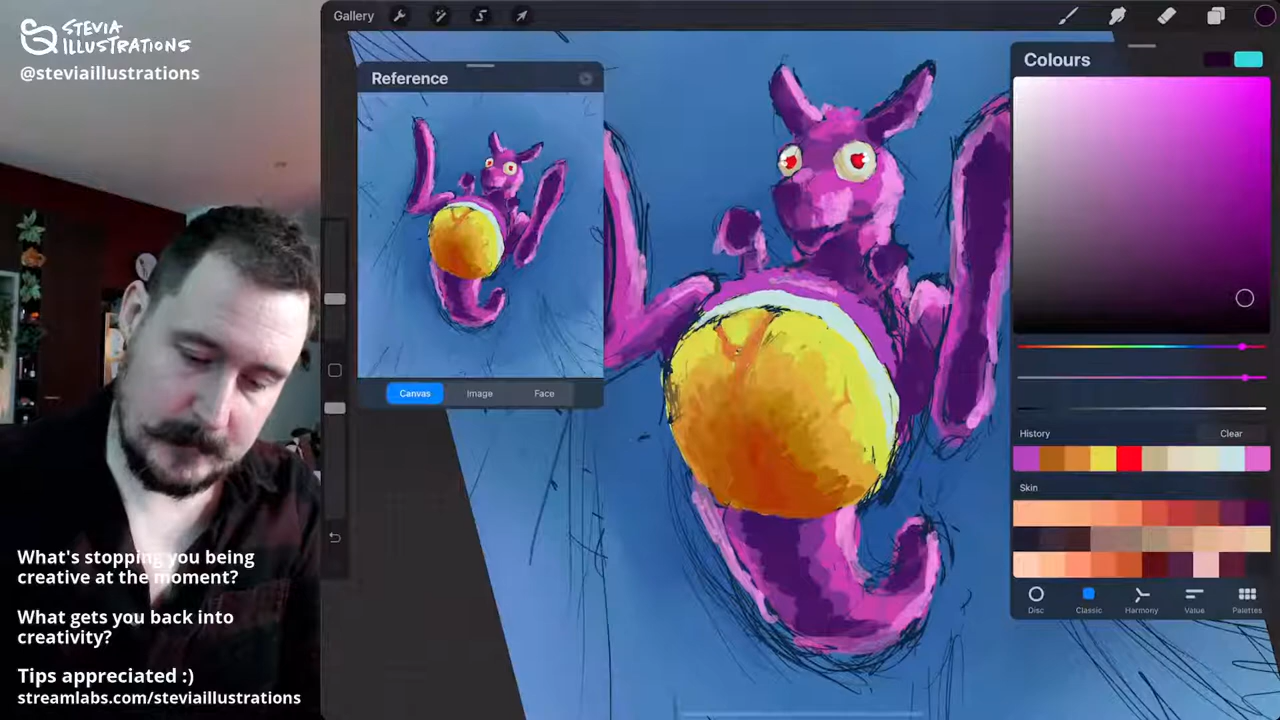 STEVIA
ILLUSTRATIONS
@steviaillustrations
What's stopping you being
creative at the moment?
What gets you back into
creativity?
Tips appreciated :)
streamlabs.com/steviaillustrations
Gallery
Reference
Canvas
Image
Face
Colours
History
Clear
Skin
Disc
Classic
Harmony
Value
Palettes